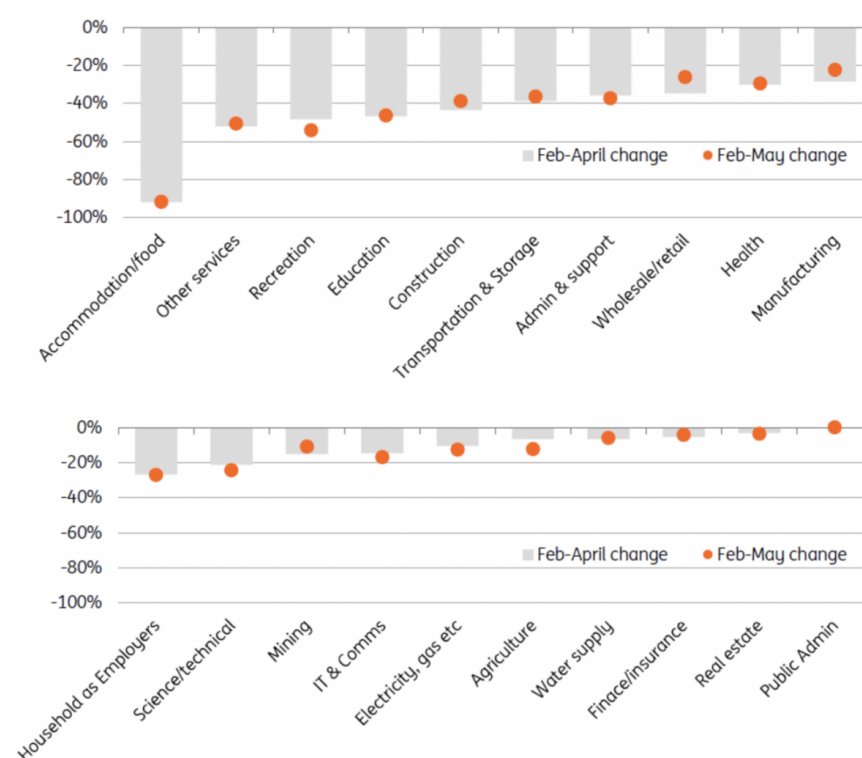 0%
-20%
-40%
-60%
-80%
-100%
Feb-April change
Feb-May change
Accommodation/food
Other services
Recreation
Education
Construction
Transportation & Storage
Admin & support
Wholesale/retail
Health
Manufacturing
0%
-20%
-40%
-60%
-80%
-100%
Feb-April change
Feb-May change
Household as Employers
Science/technical
Mining
IT & Comms
Electricity, gas etc
Agriculture
Water supply
Finace/insurance
Real estate
Public Admin